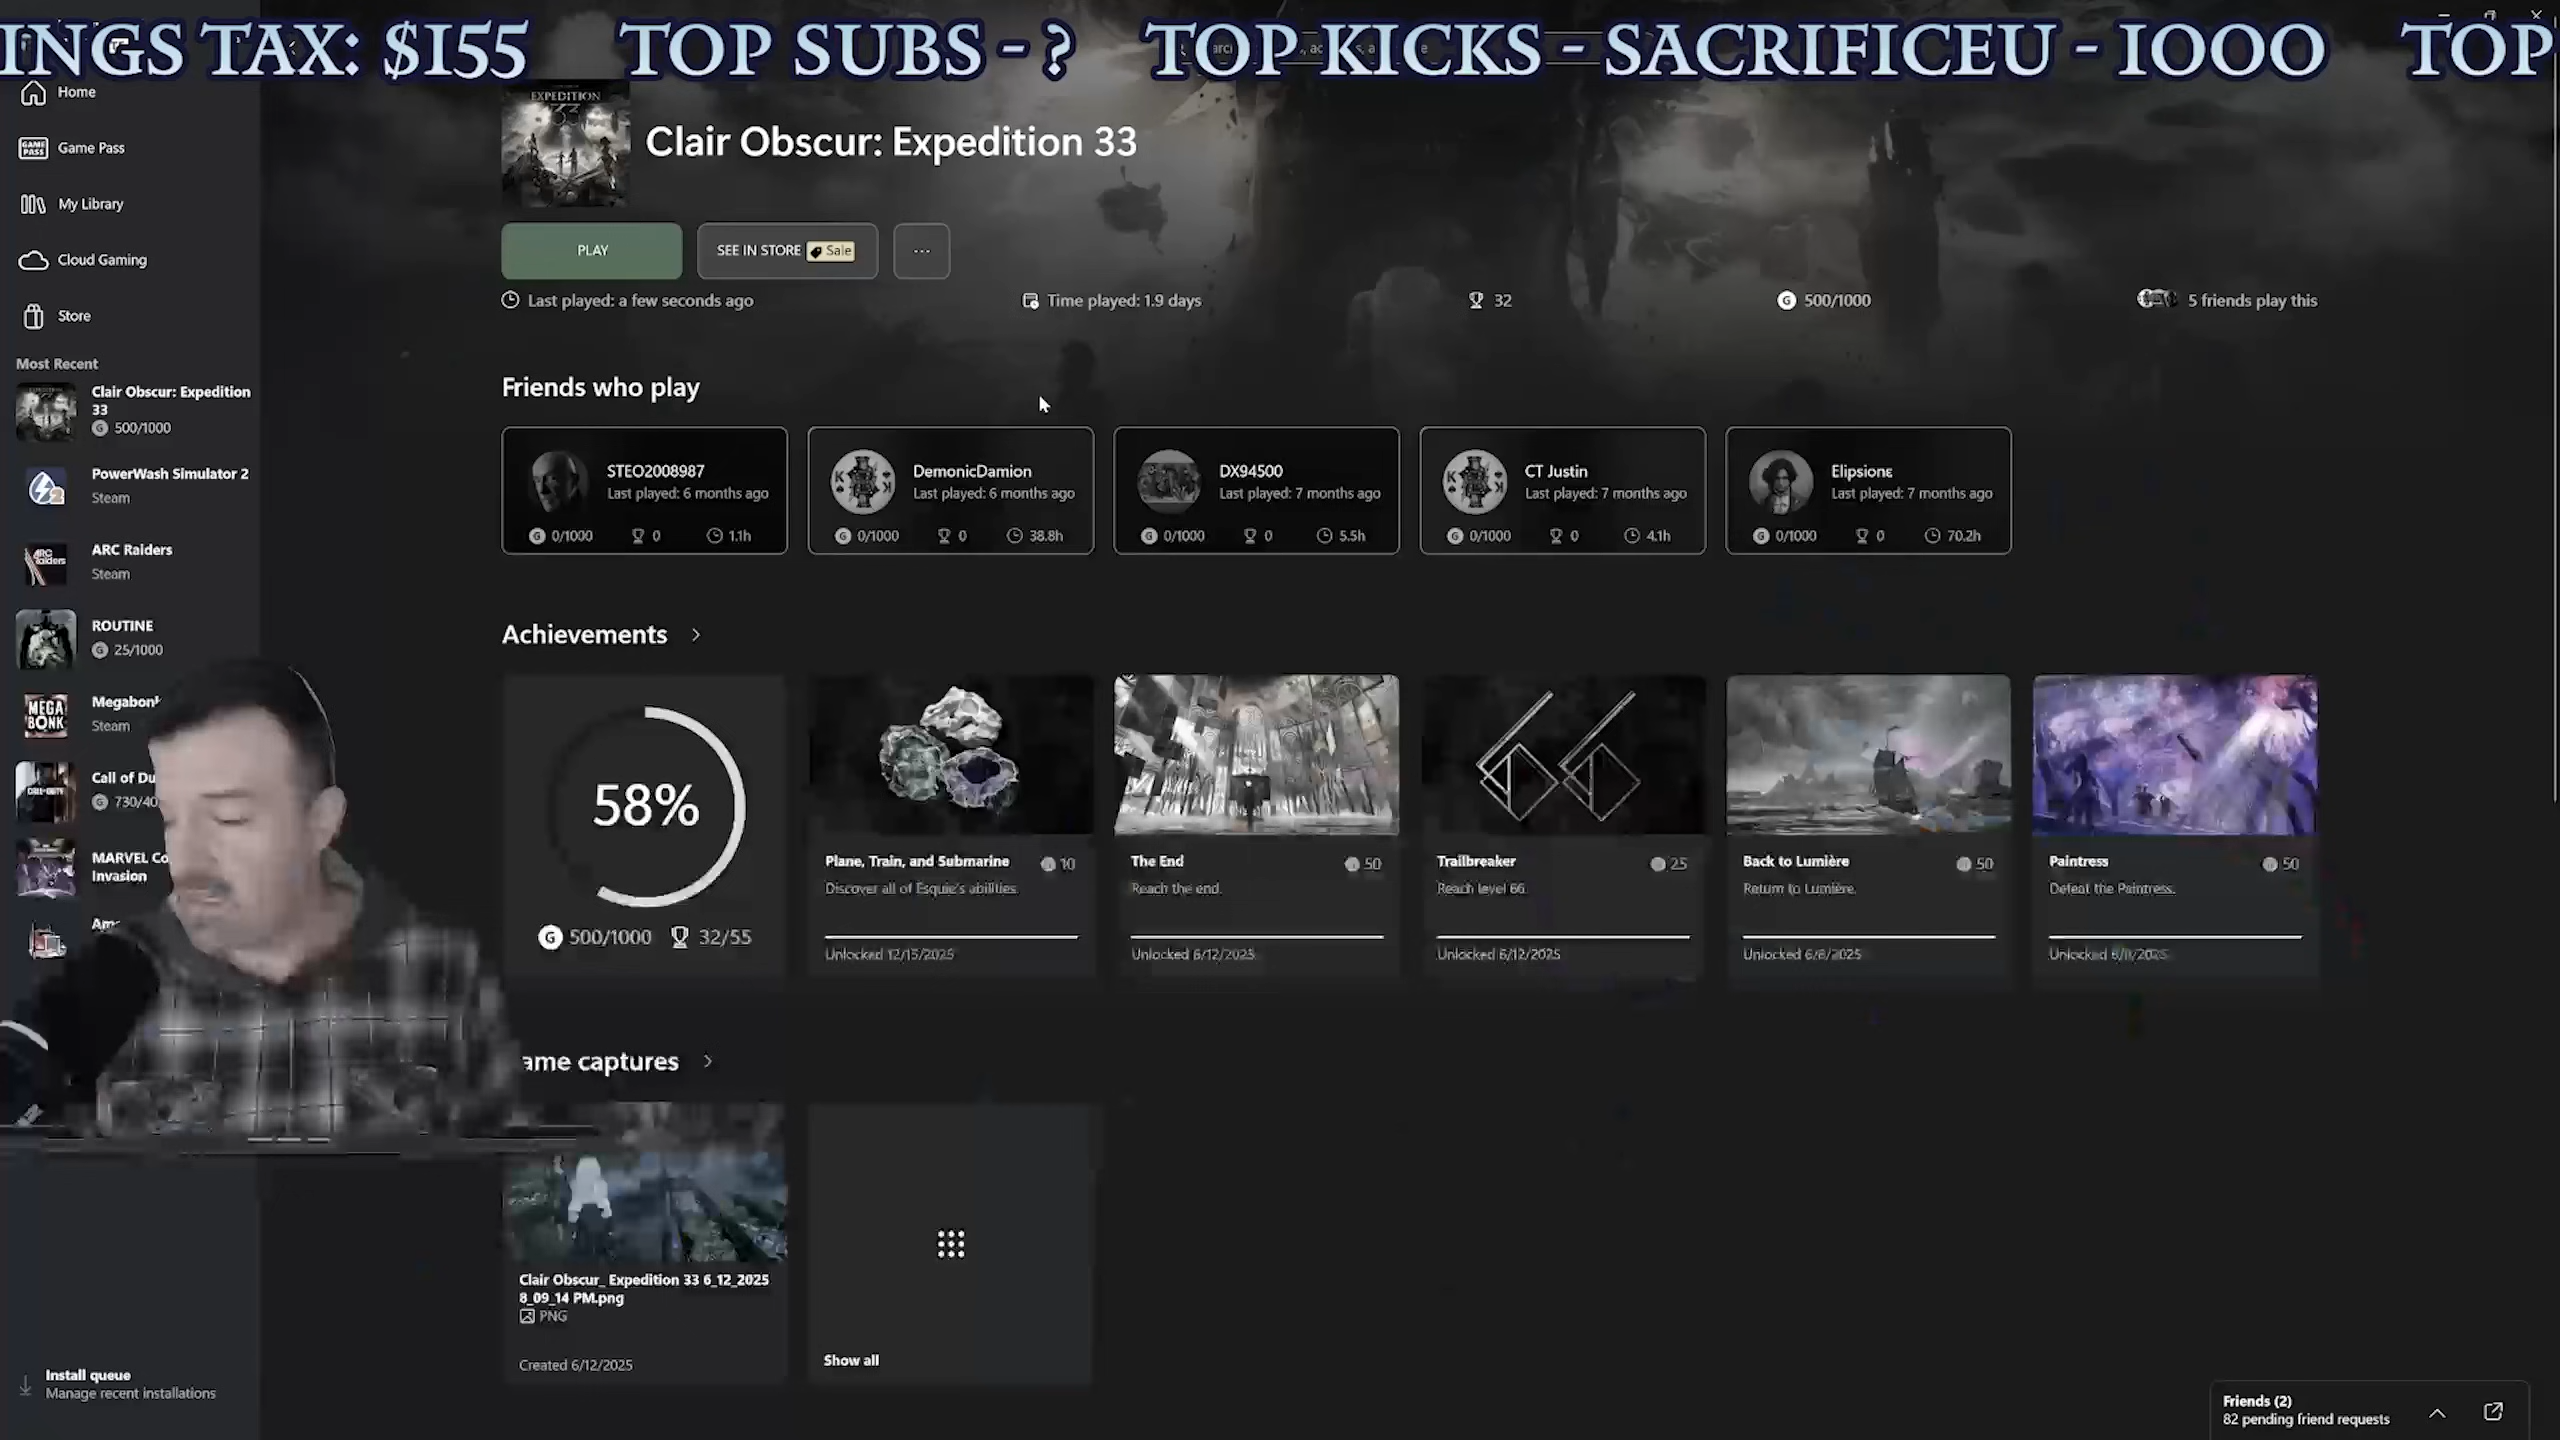 INGS TAX: $155 TOP SUBS - ? TOP KICKS - SACRIFICEU - 1000 TOP
Home
Game Pass
My Library
Cloud Gaming
Store
Most Recent
Clair Obscur: Expedition
33
500/1000
PowerWash Simulator 2
Steam
ARC Raiders
Steam
ROUTINE
25/1000
MEGA
BONK
Megabonk
Steam
Call of Du
730/40
MARVEL Co
Invasion
Am
Install queue
Manage recent installations
EXPEDITION
33
Clair Obscur: Expedition 33
PLAY
SEE IN STORE Sale
Last played: a few seconds ago
Time played: 1.9 days
32
500/1000
5 friends play this
Friends who play
STEO2008987
Last played: 6 months ago
0/1000 0 1.1h
DemonicDamion
Last played: 6 months ago
0/1000 0 38.8h
DX94500
Last played: 7 months ago
0/1000 0 5.5h
CT Justin
Last played: 7 months ago
0/1000 0 4.1h
Elipsione
Last played: 7 months ago
0/1000 0 70.2h
Achievements
58%
500/1000 32/55
Plane, Train, and Submarine 10
Discover all of Esquie's abilities.
Unlocked 12/15/2025
The End 50
Reach the end.
Unlocked 6/12/2025
Trailbreaker 25
Reach level 66.
Unlocked 6/12/2025
Back to Lumière 50
Return to Lumière.
Unlocked 6/8/2025
Paintress 50
Defeat the Paintress.
Unlocked
ame captures
Clair Obscur_ Expedition 33 6_12_2025
8_09_14 PM.png
PNG
Created 6/12/2025
Show all
Friends (2)
82 pending friend requests